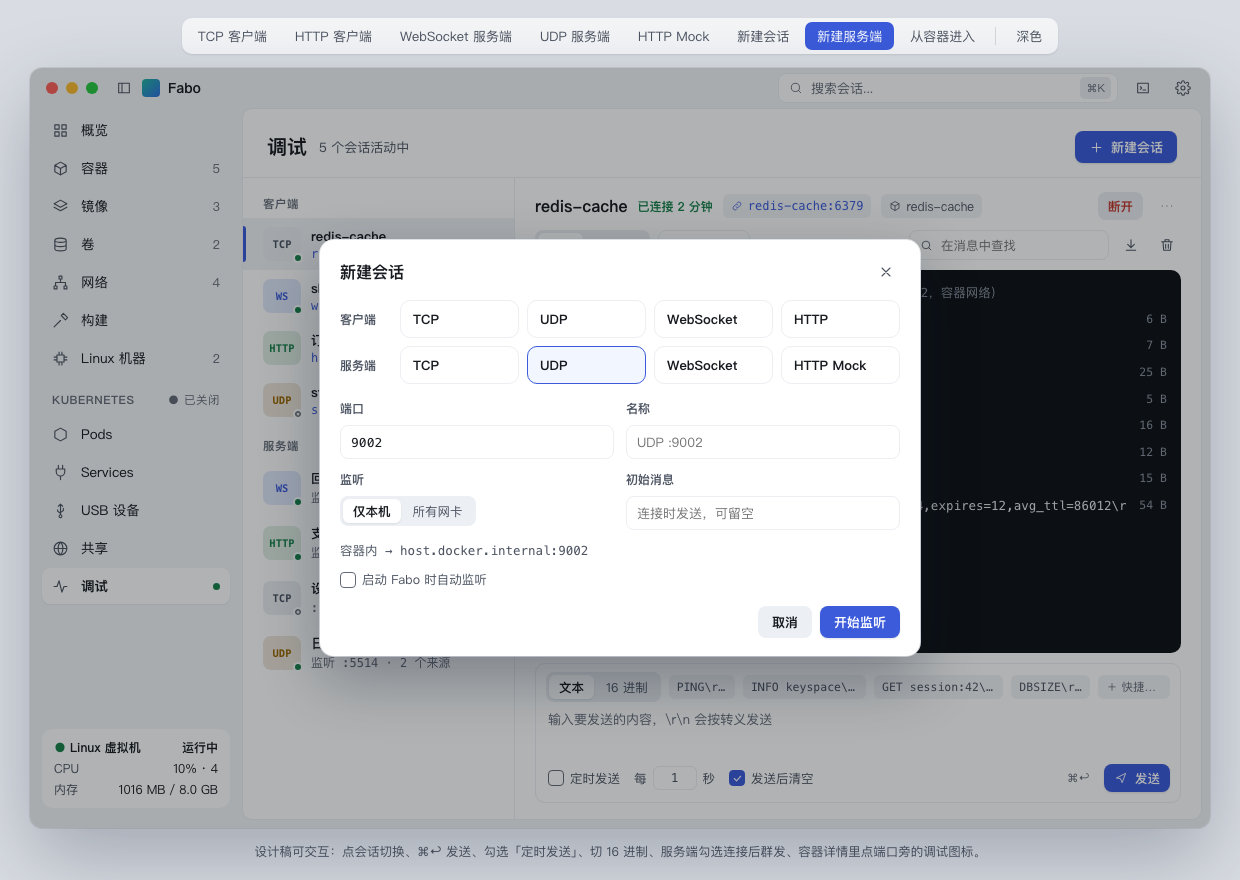 TCP 客户端 HTTP 客户端 WebSocket 服务端 UDP 服务端 HTTP Mock 新建会话 新建服务端 从容器进入 深色
Fabo
搜索会话... ⌘K
概览
容器 5
镜像 3
卷 2
网络 4
构建
Linux 机器 2
KUBERNETES 已关闭
Pods
Services
USB 设备
共享
调试
Linux 虚拟机 运行中
CPU 10% · 4
内存 1016 MB / 8.0 GB
调试 5 个会话活动中
+ 新建会话
客户端
TCP redis-cache
WS
HTTP
UDP
服务端
WS
HTTP
TCP
UDP
监听 :5514 · 2 个来源
redis-cache 已连接 2 分钟 redis-cache:6379 redis-cache 断开 ···
在消息中查找
2, 容器网络)
6 B
7 B
25 B
5 B
16 B
12 B
15 B
,expires=12,avg_ttl=86012\r 54 B
新建会话
客户端 TCP UDP WebSocket HTTP
服务端 TCP UDP WebSocket HTTP Mock
端口 名称
9002 UDP :9002
监听 初始消息
仅本机 所有网卡 连接时发送，可留空
容器内 → host.docker.internal:9002
启动 Fabo 时自动监听
取消 开始监听
文本 16 进制 PING\r… INFO keyspace\… GET session:42\… DBSIZE\r… + 快捷…
输入要发送的内容，\r\n 会按转义发送
定时发送 每 1 秒 发送后清空 ⌘↩ 发送
设计稿可交互：点会话切换、⌘↩ 发送、勾选「定时发送」、切 16 进制、服务端勾选连接后群发、容器详情里点端口旁的调试图标。